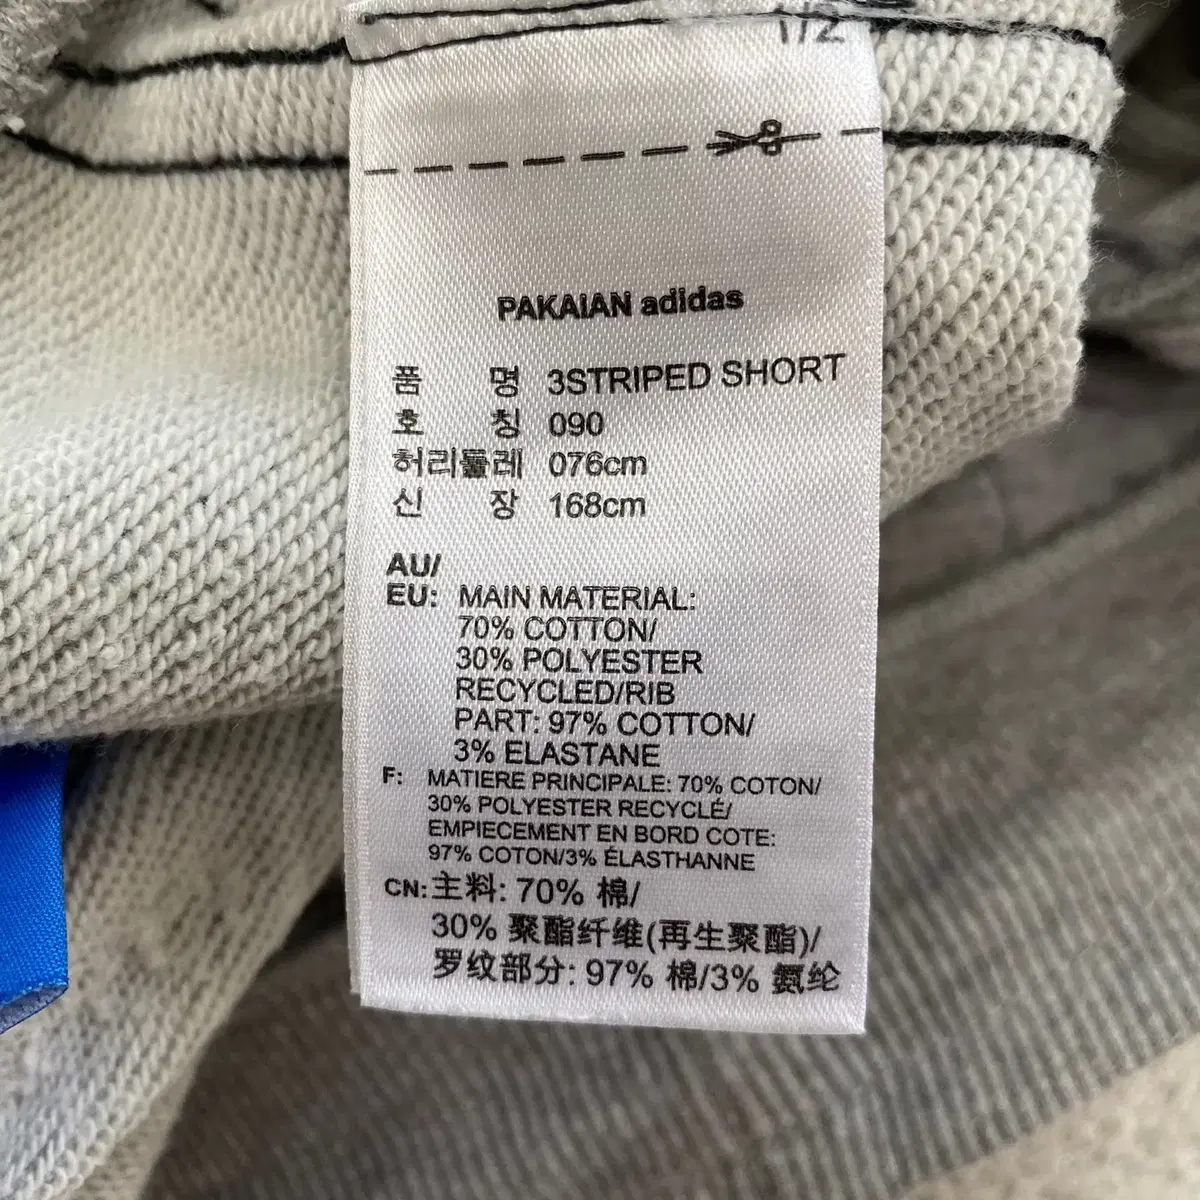 1/2
PAKAIAN adidas
품 명 3STRIPED SHORT
호 칭 090
허리둘레 076cm
신 장 168cm
AU/
EU: MAIN MATERIAL:
70% COTTON/
30% POLYESTER
RECYCLED/RIB
PART: 97% COTTON/
3% ELASTANE
F: MATIERE PRINCIPALE: 70% COTON/
30% POLYESTER RECYCLÉ/
EMPIECEMENT EN BORD COTE:
97% COTON/3% ÉLASTHANNE
CN: 主料: 70% 棉/
30% 聚酯纤维(再生聚酯)/
罗纹部分: 97% 棉/3% 氨纶